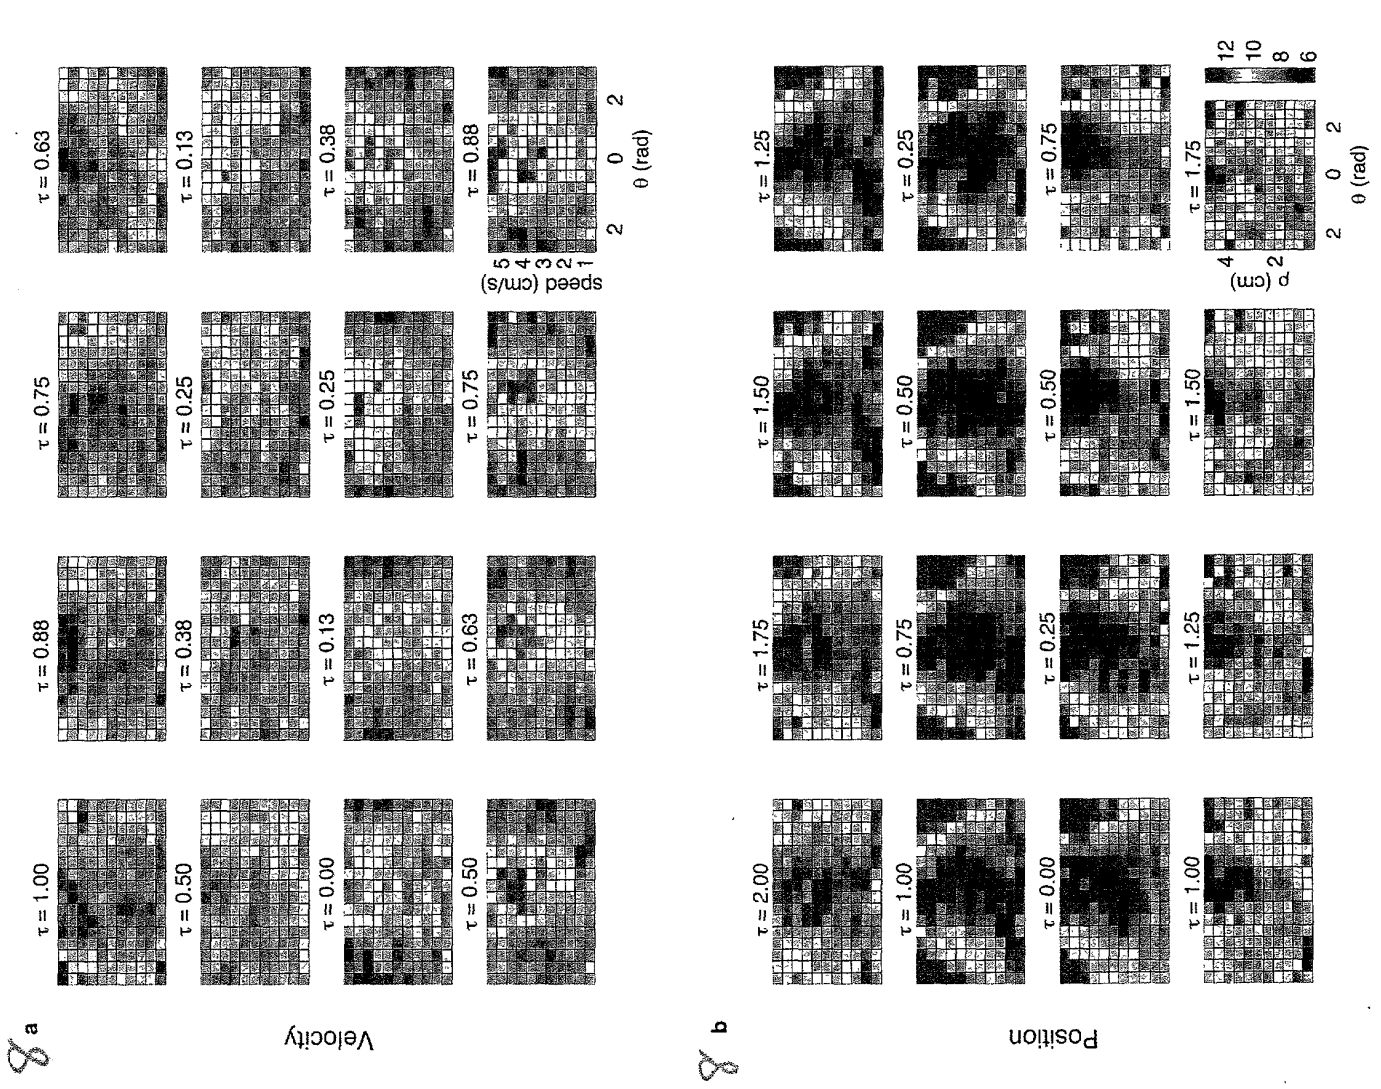 8
a
Velocity
τ = 1.00 τ = 0.88 τ = 0.75 τ = 0.63
τ = 0.50 τ = 0.38 τ = 0.25 τ = 0.13
τ = 0.00 τ = 0.13 τ = 0.25 τ = 0.38
τ = 0.50 τ = 0.63 τ = 0.75 τ = 0.88
5
4
3
2
1
speed (cm/s)
2 0 2
θ (rad)
8
b
Position
τ = 2.00 τ = 1.75 τ = 1.50 τ = 1.25
τ = 1.00 τ = 0.75 τ = 0.50 τ = 0.25
τ = 0.00 τ = 0.25 τ = 0.50 τ = 0.75
τ = 1.00 τ = 1.25 τ = 1.50 τ = 1.75
4
2
ρ (cm)
2 0 2
θ (rad)
12
10
8
6